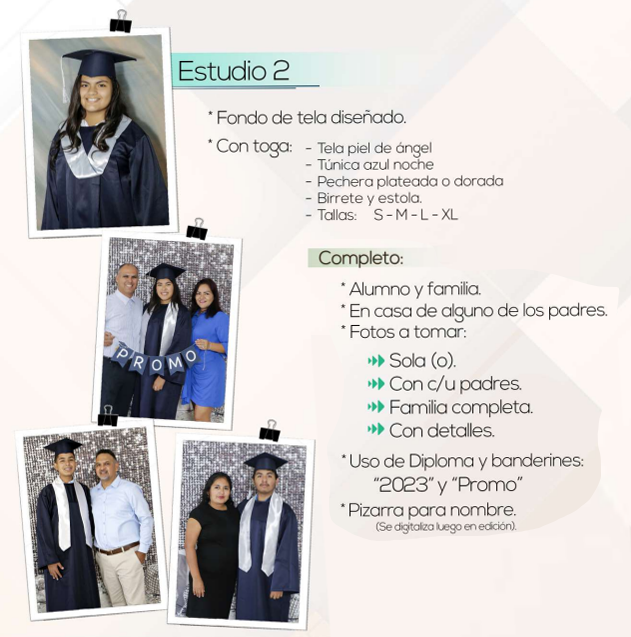 Estudio 2
* Fondo de tela diseñado.
* Con toga: - Tela piel de ángel
- Túnica azul noche
- Pechera plateada o dorada
- Birrete y estola.
- Tallas: S - M - L - XL
Completo:
* Alumno y familia.
* En casa de alguno de los padres.
* Fotos a tomar:
Sola (o).
Con c/u padres.
Familia completa.
Con detalles.
PROMO
* Uso de Diploma y banderines:
“2023” y “Promo”
* Pizarra para nombre.
(Se digitaliza luego en edición).